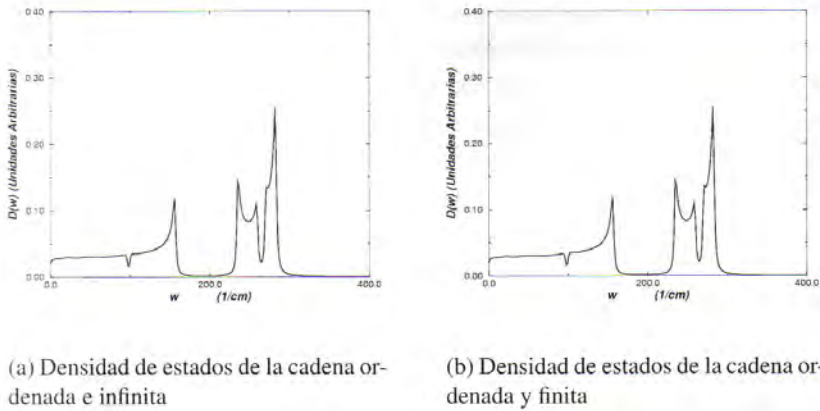 0.40
0.30
0.20
0.10
0.00
D(w) (Unidades Arbitrarias)
0.0
200.0
400.0
w (1/cm)
0.40
0.30
0.20
0.10
0.00
D(w) (Unidades Arbitrarias)
0.0
200.0
400.0
w (1/cm)
(a) Densidad de estados de la cadena or-
denada e infinita
(b) Densidad de estados de la cadena or-
denada y finita